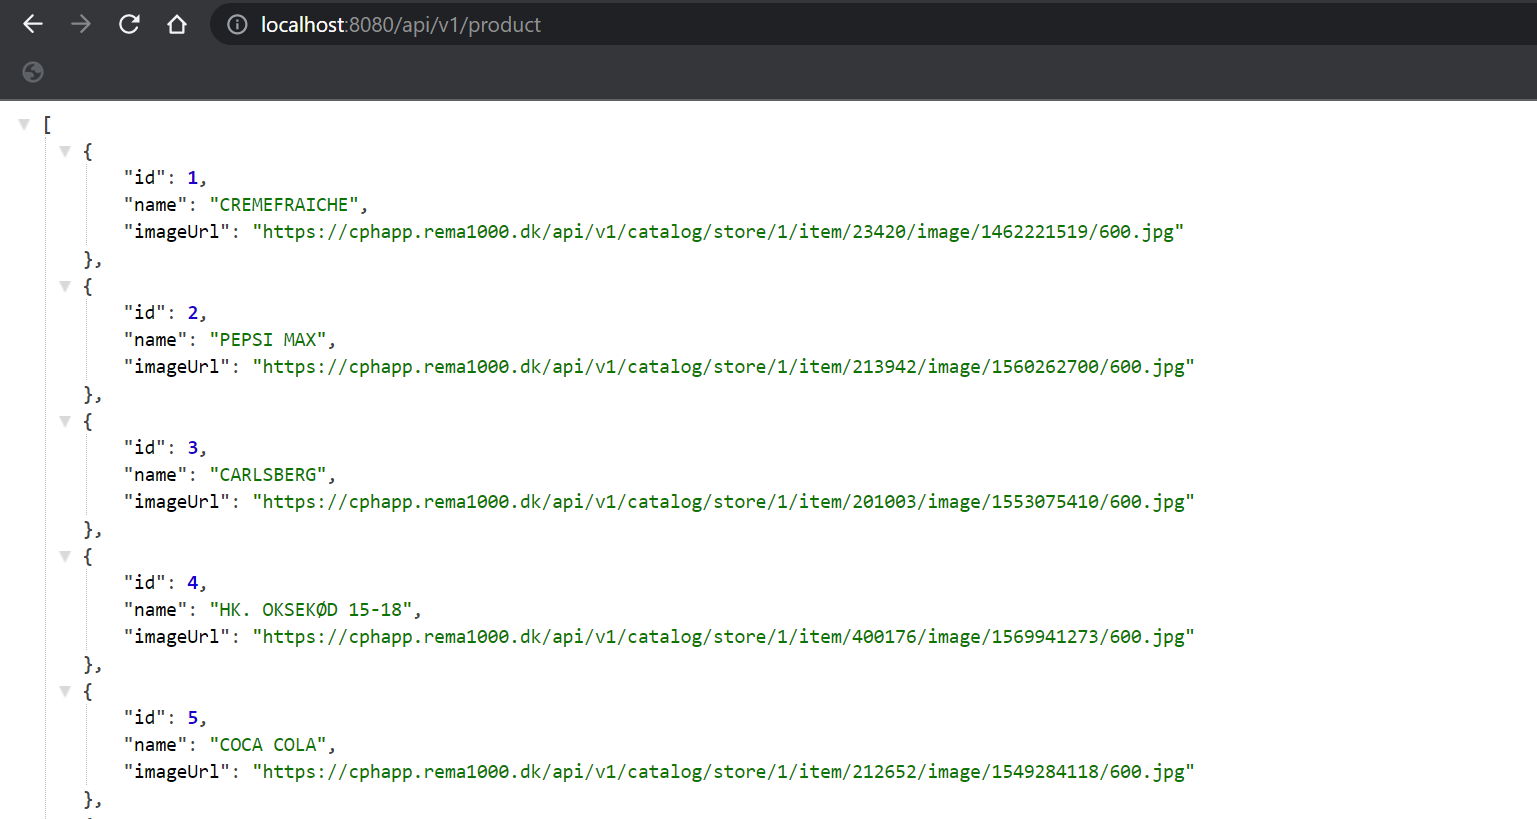 localhost:8080/api/v1/product
[
{
"id": 1,
"name": "CREMEFRAICHE",
"imageUrl": "https://cphapp.rema1000.dk/api/v1/catalog/store/1/item/23420/image/1462221519/600.jpg"
},
{
"id": 2,
"name": "PEPSI MAX",
"imageUrl": "https://cphapp.rema1000.dk/api/v1/catalog/store/1/item/213942/image/1560262700/600.jpg"
},
{
"id": 3,
"name": "CARLSBERG",
"imageUrl": "https://cphapp.rema1000.dk/api/v1/catalog/store/1/item/201003/image/1553075410/600.jpg"
},
{
"id": 4,
"name": "HK. OKSEKØD 15-18",
"imageUrl": "https://cphapp.rema1000.dk/api/v1/catalog/store/1/item/400176/image/1569941273/600.jpg"
},
{
"id": 5,
"name": "COCA COLA",
"imageUrl": "https://cphapp.rema1000.dk/api/v1/catalog/store/1/item/212652/image/1549284118/600.jpg"
},